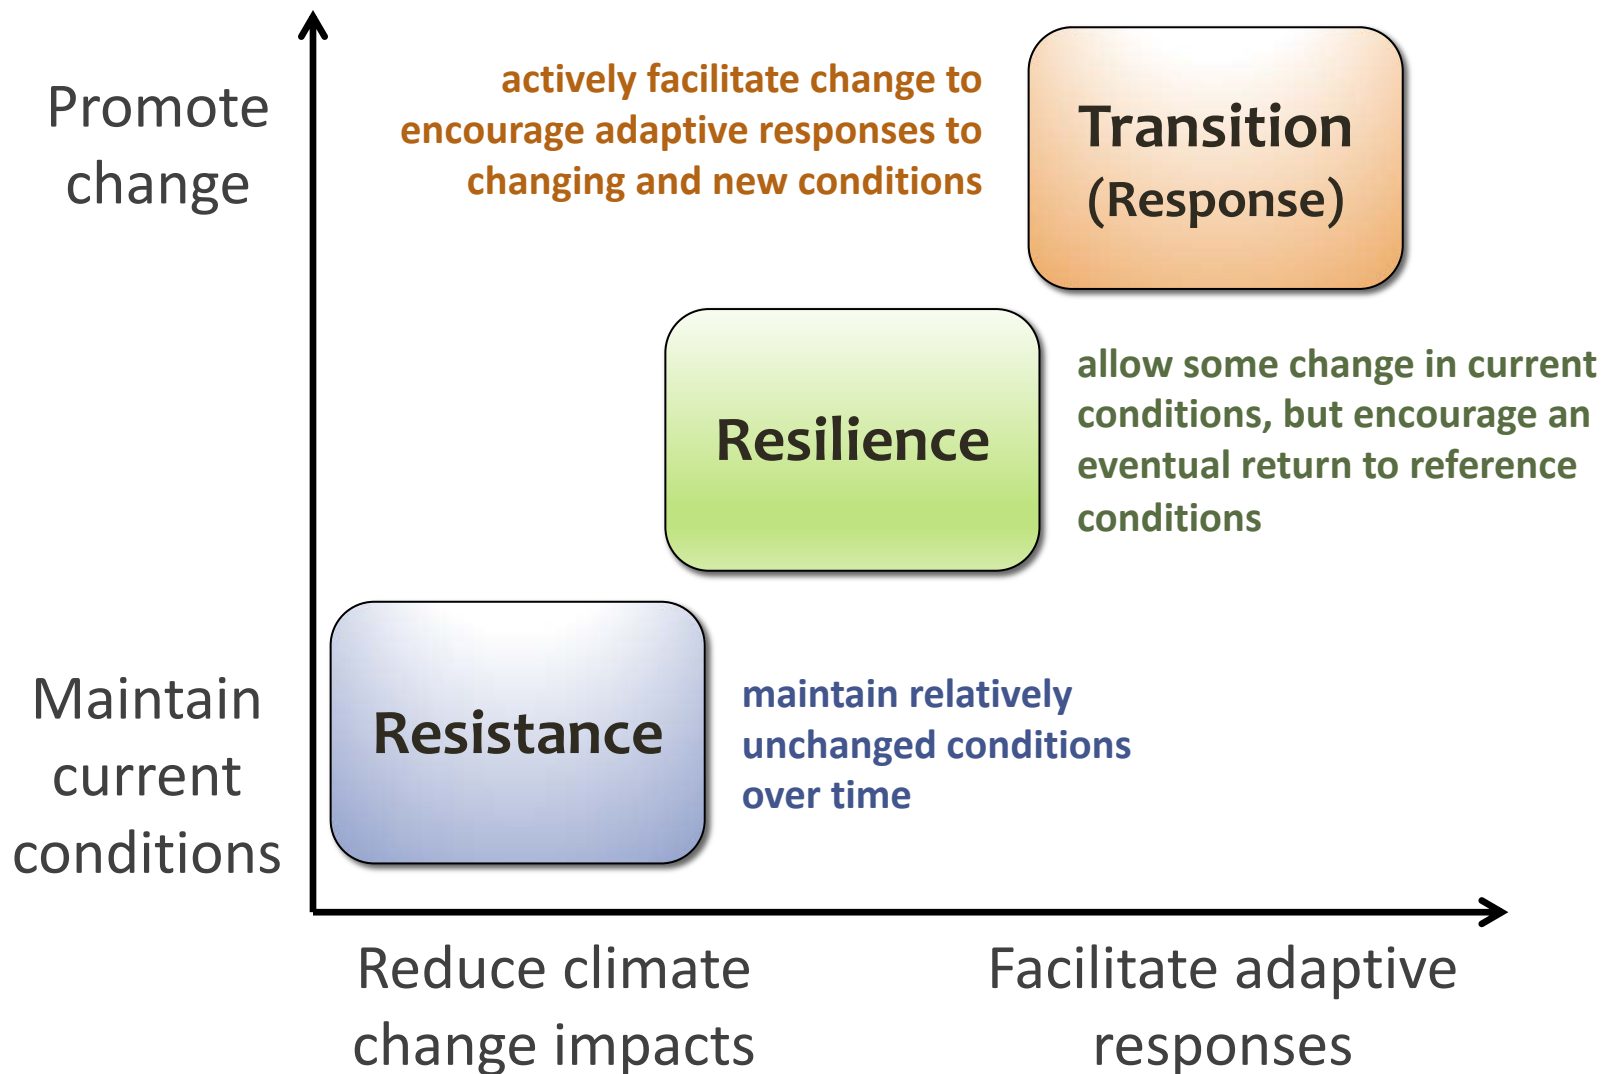 Promote
change
actively facilitate change to
encourage adaptive responses to
changing and new conditions
Transition
(Response)
Resilience
allow some change in current
conditions, but encourage an
eventual return to reference
conditions
Maintain
current
conditions
Resistance
maintain relatively
unchanged conditions
over time
Reduce climate
change impacts
Facilitate adaptive
responses